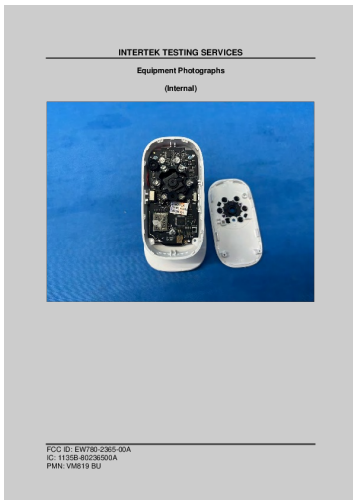 INTERTEK TESTING SERVICES
Equipment Photographs
(Internal)
FCC ID: EW780-2365-00A
IC: 1135B-80236500A
PMN: VM819 BU